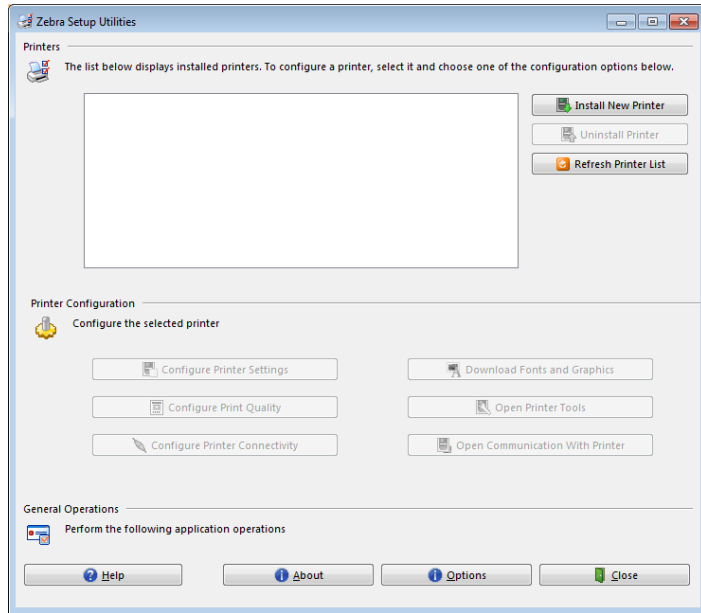 Zebra Setup Utilities
Printers
The list below displays installed printers. To configure a printer, select it and choose one of the configuration options below.
Install New Printer
Uninstall Printer
Refresh Printer List
Printer Configuration
Configure the selected printer
Configure Printer Settings
Download Fonts and Graphics
Configure Print Quality
Open Printer Tools
Configure Printer Connectivity
Open Communication With Printer
General Operations
Perform the following application operations
Help
About
Options
Close